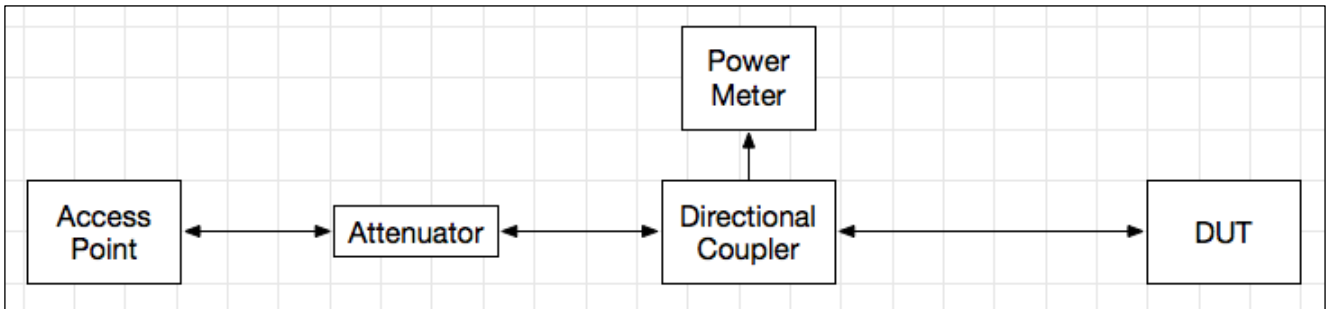 Power
Meter
Access
Point
Attenuator
Directional
Coupler
DUT